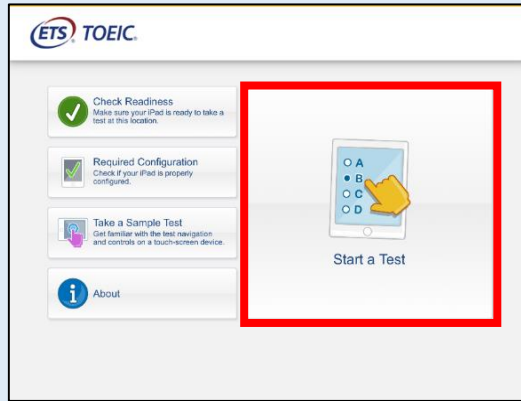 ETS TOEIC
Check Readiness
Make sure your iPad is ready to take a
test at this location.
Required Configuration
Check if your iPad is properly
configured.
Take a Sample Test
Get familiar with the test navigation
and controls on a touch-screen device.
i About
A
B
C
D
Start a Test